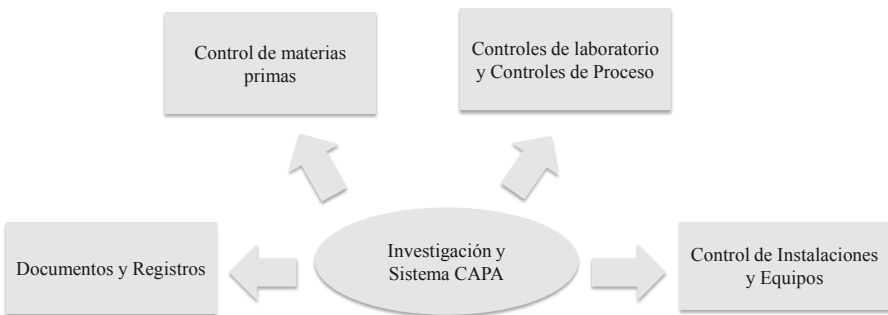 Control de materias
primas
Controles de laboratorio
y Controles de Proceso
Documentos y Registros
Investigación y
Sistema CAPA
Control de Instalaciones
y Equipos